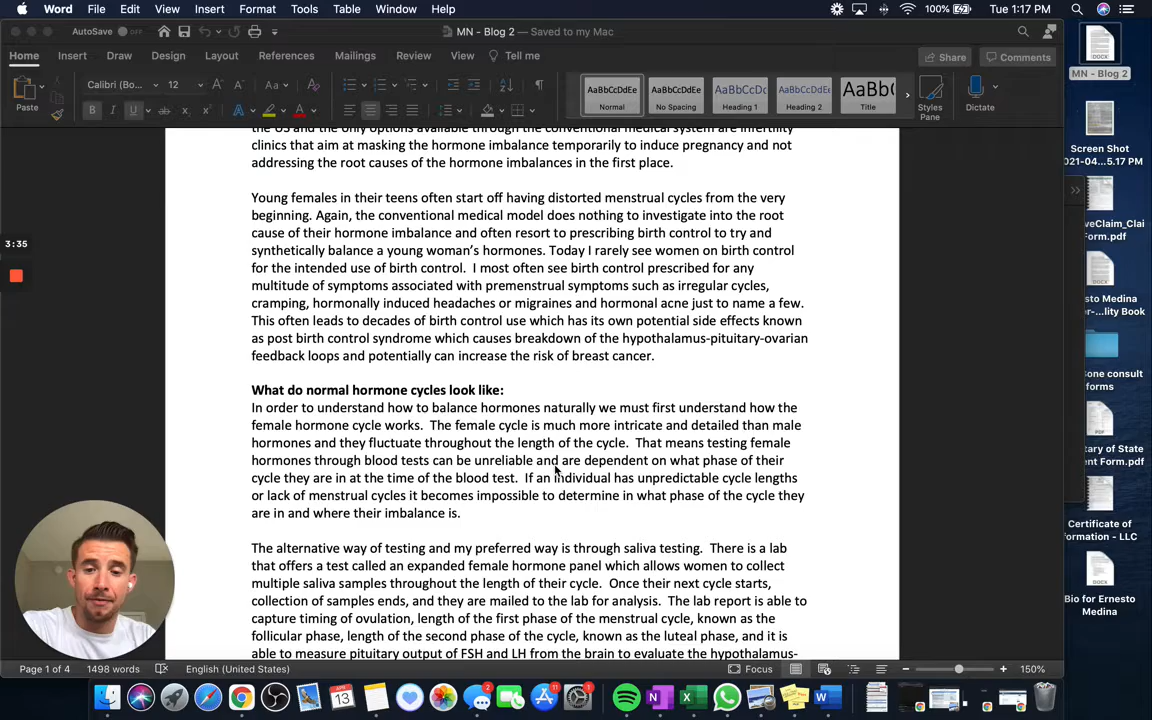 Word File Edit View Insert Format Tools Table Window Help 100% Tue 1:17 PM
AutoSave MN - Blog 2 — Saved to my Mac
Home Insert Draw Design Layout References Mailings Review View Tell me Share Comments
Paste Calibri (Bo... 12 Aa
AaBbCcDdEe AaBbCcDdEe AaBbCcDdE AaBbCcDdE AaBbC
Normal No Spacing Heading 1 Heading 2 Title Styles Pane Dictate
the US and the only options available through the conventional medical system are infertility
clinics that aim at masking the hormone imbalance temporarily to induce pregnancy and not
addressing the root causes of the hormone imbalances in the first place.
Young females in their teens often start off having distorted menstrual cycles from the very
beginning. Again, the conventional medical model does nothing to investigate into the root
cause of their hormone imbalance and often resort to prescribing birth control to try and
synthetically balance a young woman's hormones. Today I rarely see women on birth control
for the intended use of birth control. I most often see birth control prescribed for any
multitude of symptoms associated with premenstrual symptoms such as irregular cycles,
cramping, hormonally induced headaches or migraines and hormonal acne just to name a few.
This often leads to decades of birth control use which has its own potential side effects known
as post birth control syndrome which causes breakdown of the hypothalamus-pituitary-ovarian
feedback loops and potentially can increase the risk of breast cancer.
What do normal hormone cycles look like:
In order to understand how to balance hormones naturally we must first understand how the
female hormone cycle works. The female cycle is much more intricate and detailed than male
hormones and they fluctuate throughout the length of the cycle. That means testing female
hormones through blood tests can be unreliable and are dependent on what phase of their
cycle they are in at the time of the blood test. If an individual has unpredictable cycle lengths
or lack of menstrual cycles it becomes impossible to determine in what phase of the cycle they
are in and where their imbalance is.
The alternative way of testing and my preferred way is through saliva testing. There is a lab
that offers a test called an expanded female hormone panel which allows women to collect
multiple saliva samples throughout the length of their cycle. Once their next cycle starts,
collection of samples ends, and they are mailed to the lab for analysis. The lab report is able to
capture timing of ovulation, length of the first phase of the menstrual cycle, known as the
follicular phase, length of the second phase of the cycle, known as the luteal phase, and it is
able to measure pituitary output of FSH and LH from the brain to evaluate the hypothalamus-
Page 1 of 4 1498 words English (United States) Focus 150%
3:35
MN - Blog 2
Screen Shot
2021-04...5.17 PM
veClaim_Clai
Form.pdf
Ernesto Medina
-...lity Book
one consult
forms
tary of State
ent Form.pdf
Certificate of
formation - LLC
Bio for Ernesto
Medina